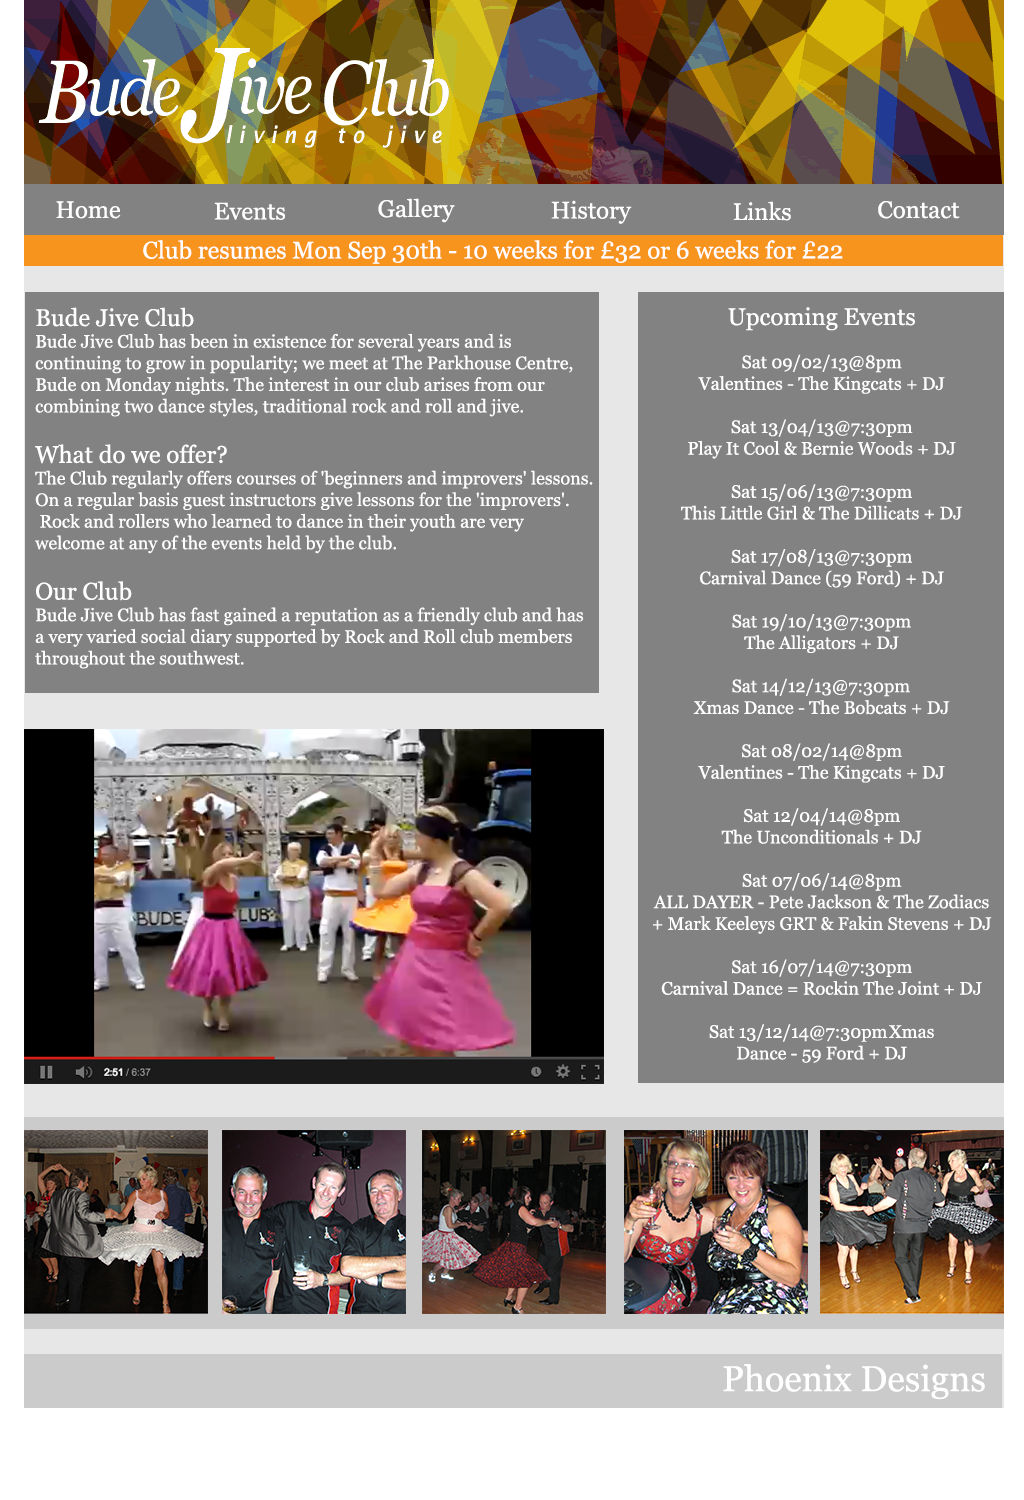 Bude Jive Club
living to jive
Home Events Gallery History Links Contact
Club resumes Mon Sep 30th - 10 weeks for £32 or 6 weeks for £22
Bude Jive Club
Bude Jive Club has been in existence for several years and is
continuing to grow in popularity; we meet at The Parkhouse Centre,
Bude on Monday nights. The interest in our club arises from our
combining two dance styles, traditional rock and roll and jive.
What do we offer?
The Club regularly offers courses of 'beginners and improvers' lessons.
On a regular basis guest instructors give lessons for the 'improvers'.
Rock and rollers who learned to dance in their youth are very
welcome at any of the events held by the club.
Our Club
Bude Jive Club has fast gained a reputation as a friendly club and has
a very varied social diary supported by Rock and Roll club members
throughout the southwest.
Upcoming Events
Sat 09/02/13@8pm
Valentines - The Kingcats + DJ
Sat 13/04/13@7:30pm
Play It Cool & Bernie Woods + DJ
Sat 15/06/13@7:30pm
This Little Girl & The Dillicats + DJ
Sat 17/08/13@7:30pm
Carnival Dance (59 Ford) + DJ
Sat 19/10/13@7:30pm
The Alligators + DJ
Sat 14/12/13@7:30pm
Xmas Dance - The Bobcats + DJ
Sat 08/02/14@8pm
Valentines - The Kingcats + DJ
Sat 12/04/14@8pm
The Unconditionals + DJ
Sat 07/06/14@8pm
ALL DAYER - Pete Jackson & The Zodiacs
+ Mark Keeleys GRT & Fakin Stevens + DJ
Sat 16/07/14@7:30pm
Carnival Dance = Rockin The Joint + DJ
Sat 13/12/14@7:30pmXmas
Dance - 59 Ford + DJ
BUDE CLUB
2:51 / 6:37
Phoenix Designs